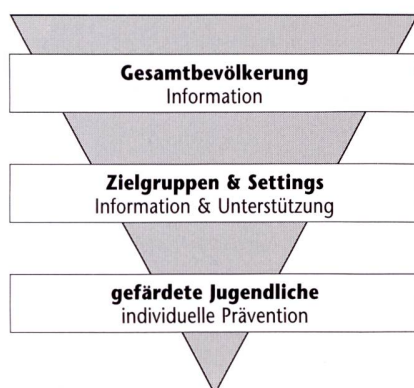 Gesamtbevölkerung
Information
Zielgruppen & Settings
Information & Unterstützung
gefärdete Jugendliche
individuelle Prävention